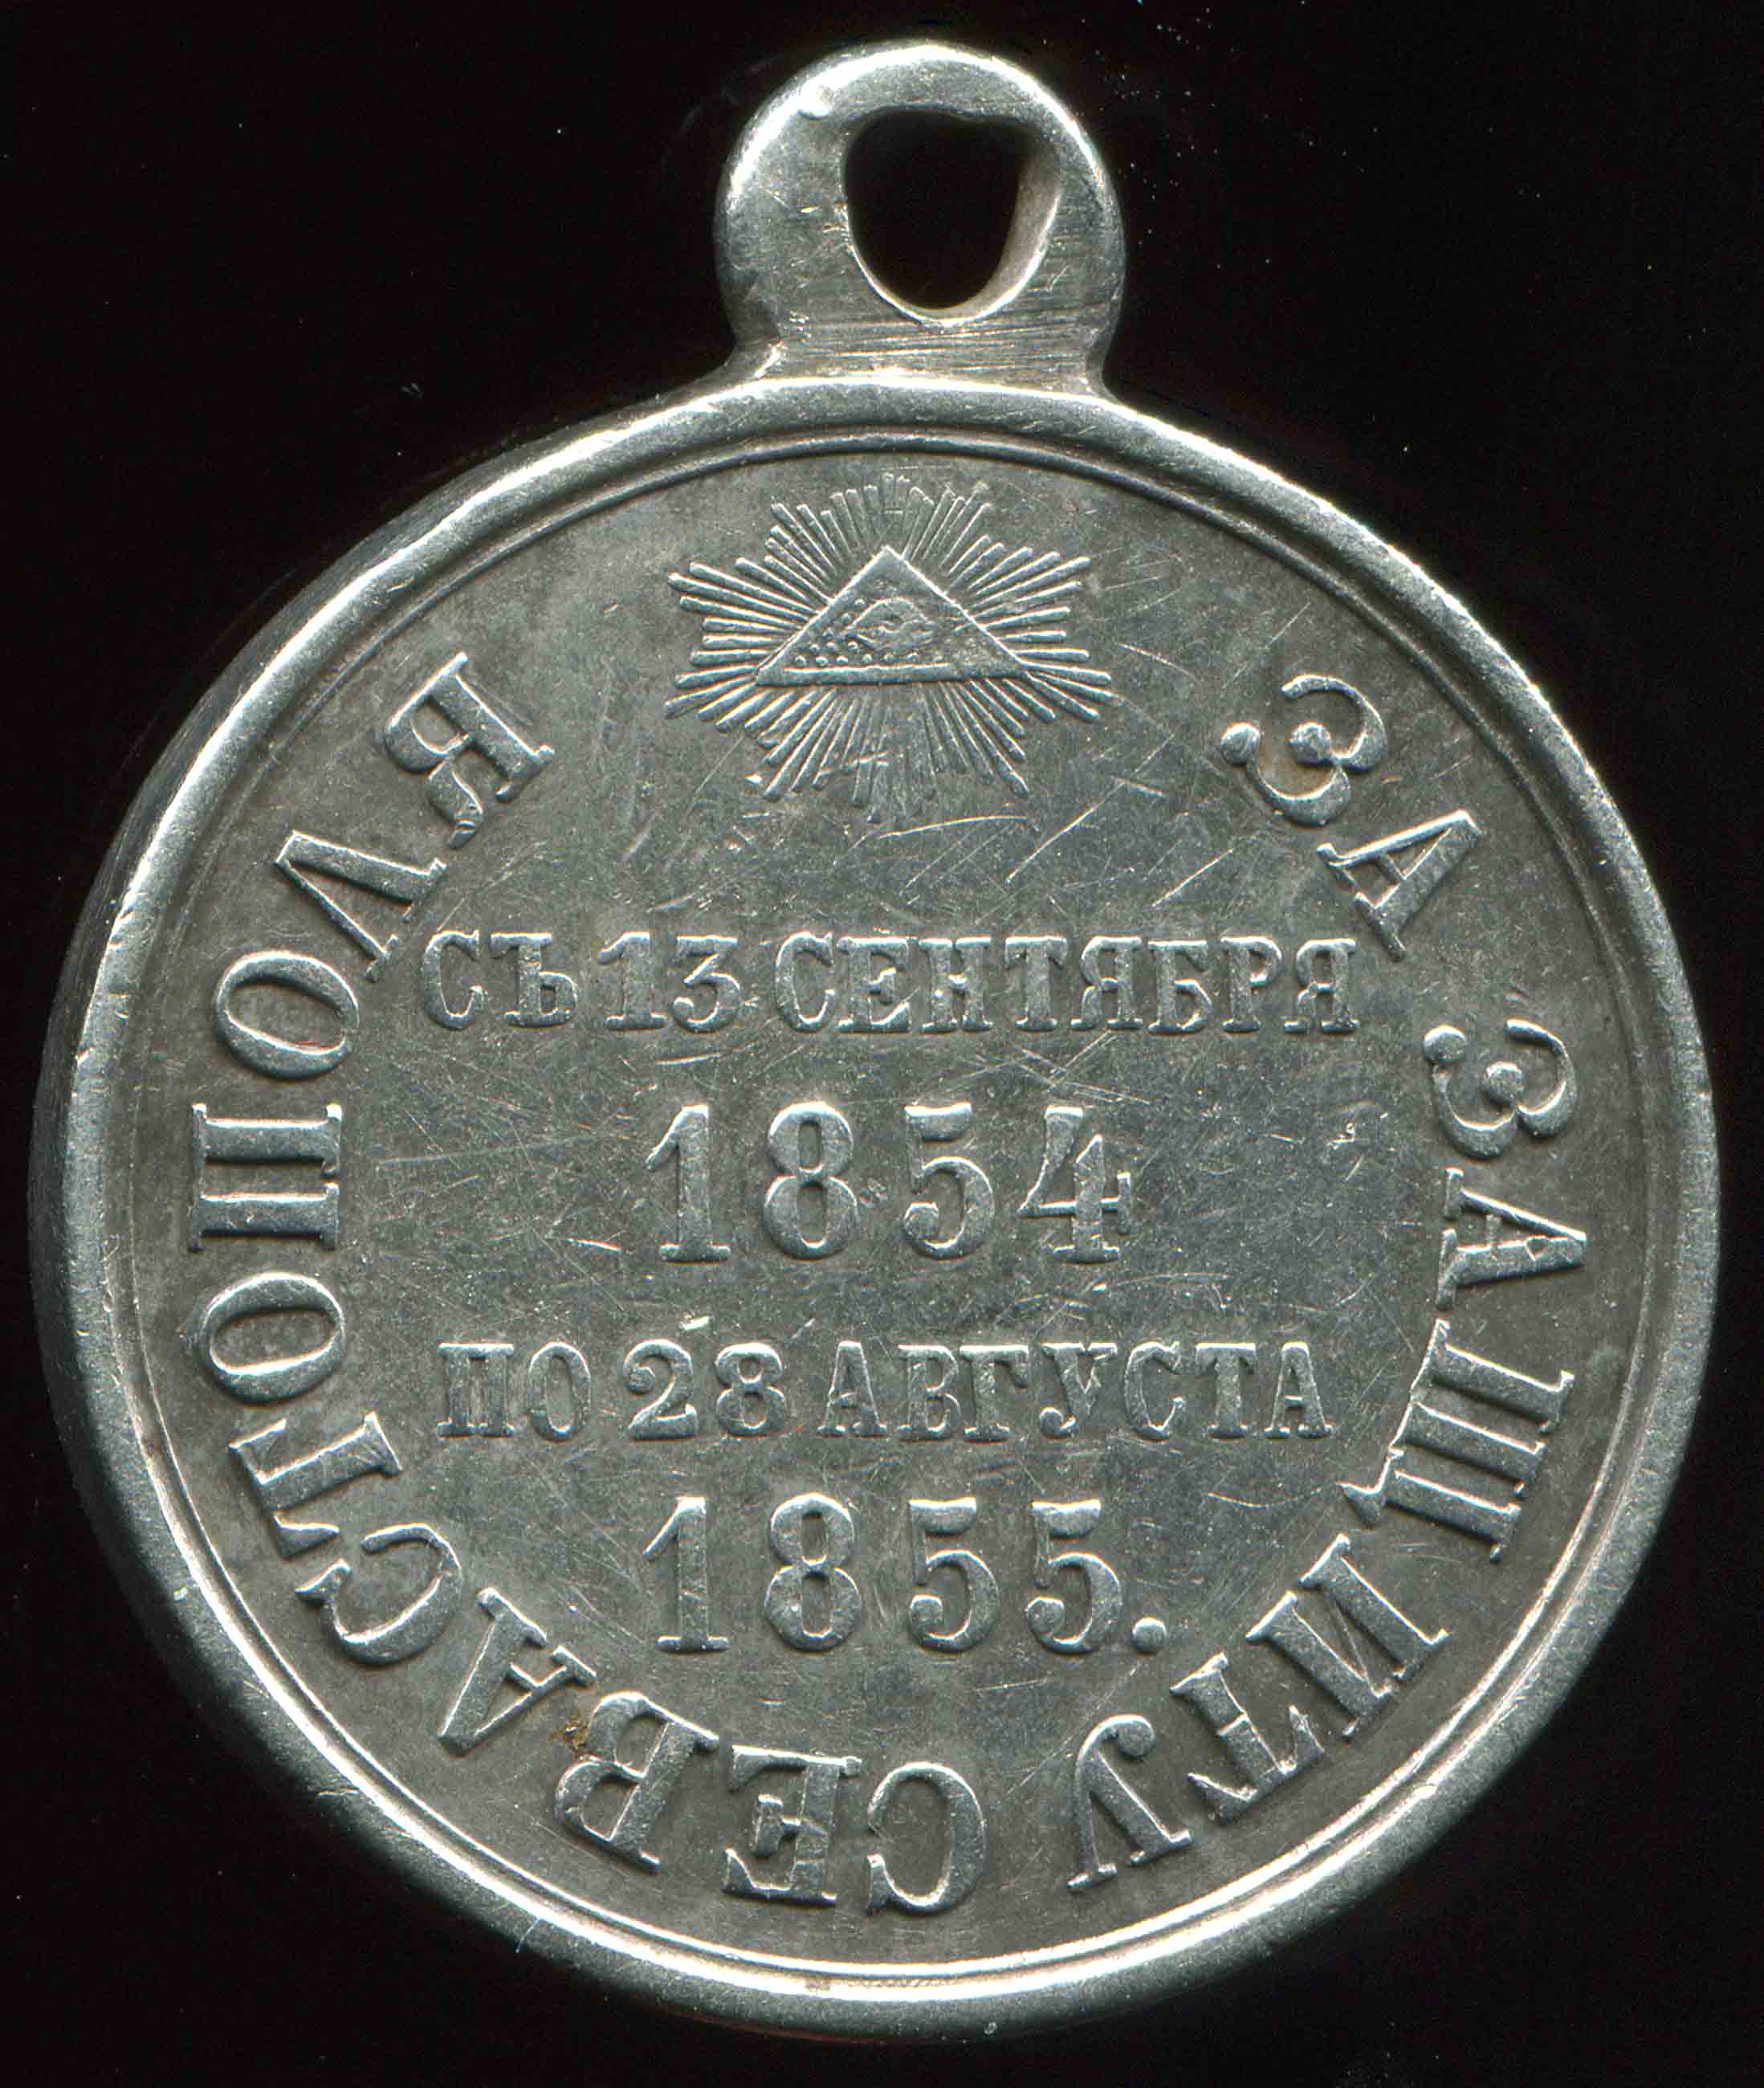 ЗА ЗАЩИТУ СЕВАСТОПОЛЯ
СЪ 13 СЕНТЯБРЯ
1854
ПО 28 АВГУСТА
1855.